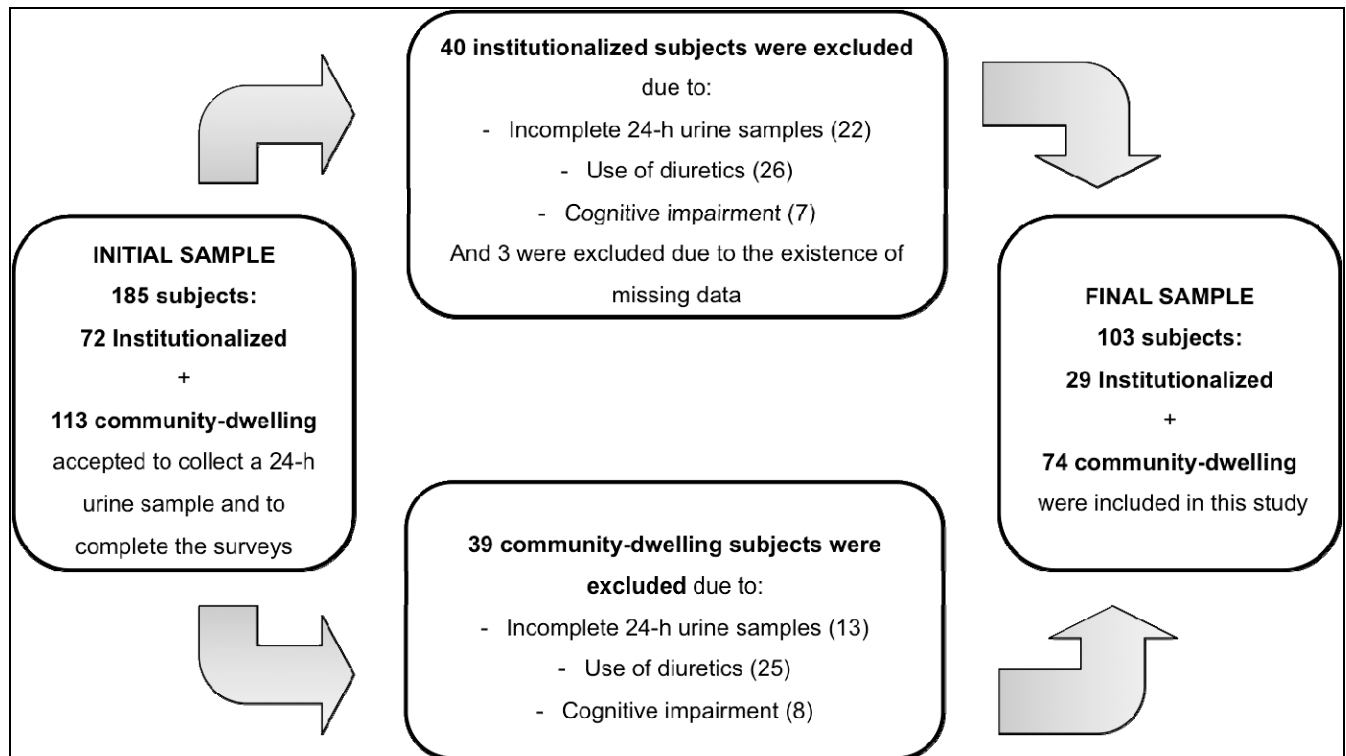 INITIAL SAMPLE
185 subjects:
72 Institutionalized
+
113 community-dwelling
accepted to collect a 24-h
urine sample and to
complete the surveys
40 institutionalized subjects were excluded
due to:
- Incomplete 24-h urine samples (22)
- Use of diuretics (26)
- Cognitive impairment (7)
And 3 were excluded due to the existence of
missing data
39 community-dwelling subjects were
excluded due to:
- Incomplete 24-h urine samples (13)
- Use of diuretics (25)
- Cognitive impairment (8)
FINAL SAMPLE
103 subjects:
29 Institutionalized
+
74 community-dwelling
were included in this study